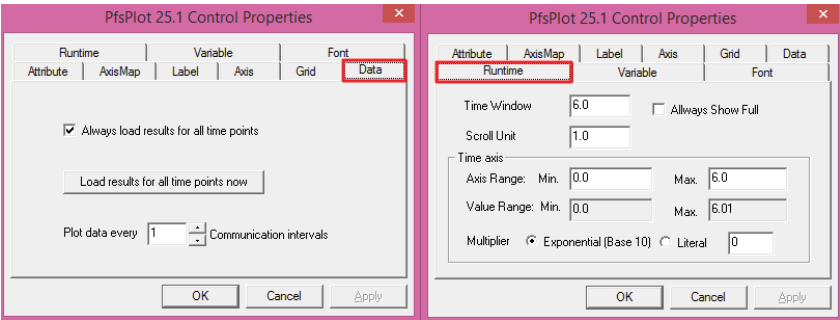 PfsPlot 25.1 Control Properties
Runtime Variable Font
Attribute AxisMap Label Axis Grid Data
Always load results for all time points
Load results for all time points now
Plot data every 1 Communication intervals
OK Cancel Apply
PfsPlot 25.1 Control Properties
Attribute AxisMap Label Axis Grid Data
Runtime Variable Font
Time Window 6.0 Allways Show Full
Scroll Unit 1.0
Time axis
Axis Range: Min. 0.0 Max. 6.0
Value Range: Min. 0.0 Max. 6.01
Multiplier Exponential (Base 10) Literal 0
OK Cancel Apply